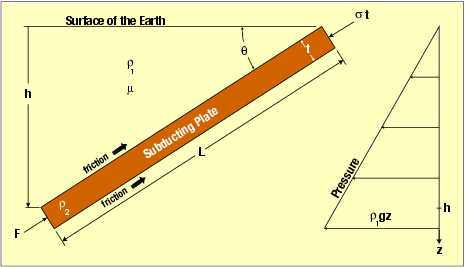 Surface of the Earth
σ t
θ
t
ρ1
μ
h
friction
Subducting Plate
L
friction
Pressure
ρ2
h
F
ρ1gz
z